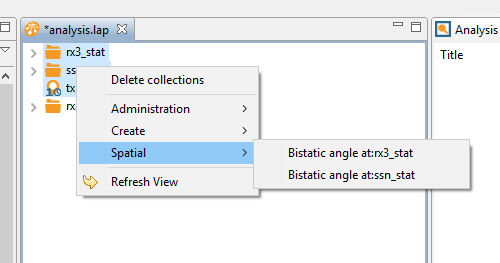 *analysis.lap
Analysis
rx3_stat
Title
ss
tx
rx
Delete collections
Administration
Create
Spatial
Refresh View
Bistatic angle at:rx3_stat
Bistatic angle at:ssn_stat